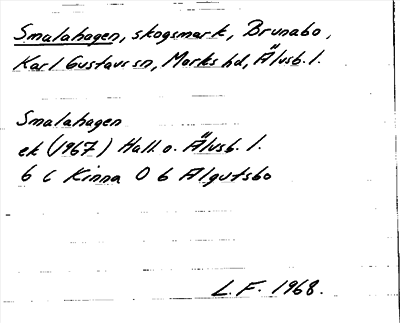 Smalahagen, skogsmark, Brunabo,
Karl Gustavs sn, Marks hd, Älvsb. l.
Smalahagen
ek (1967) Hall. o. Älvsb. l.
6 C Kinna 0 b Algutsbo
L. F. 1968.